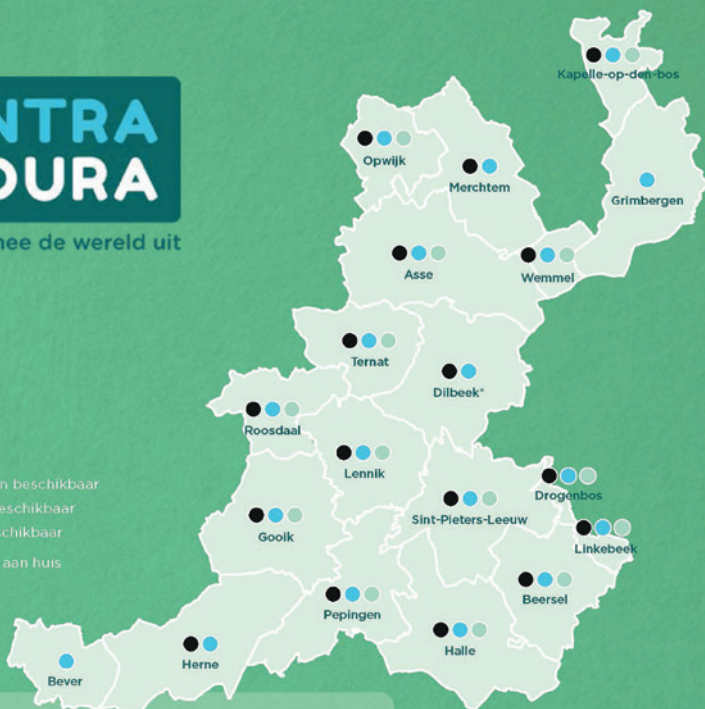 NTRA
DURA
nee de wereld uit
Kapelle-op-den-bos
Opwijk
Merchtem
Grimbergen
Asse
Wemmel
Ternat
Dilbeek*
Roosdaal
Lennik
Drogenbos
Sint-Pieters-Leeuw
Gooik
Linkebeek
Beersel
Pepingen
Halle
Herne
Bever
n beschikbaar
eschikbaar
chikbaar
aan huis